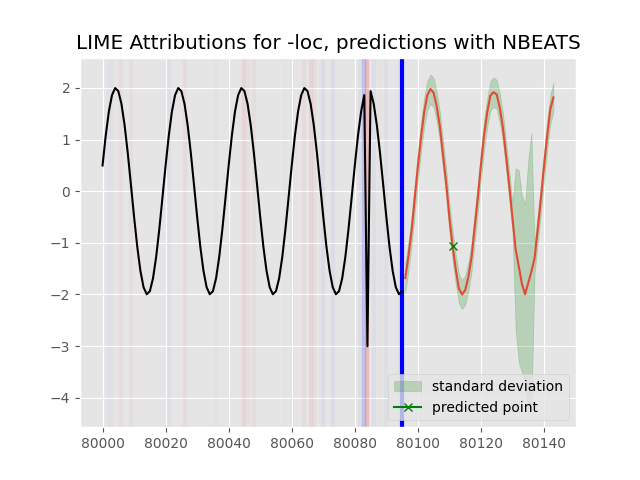 LIME Attributions for -loc, predictions with NBEATS
2
1
0
−1
−2
−3
−4
standard deviation
predicted point
80000 80020 80040 80060 80080 80100 80120 80140